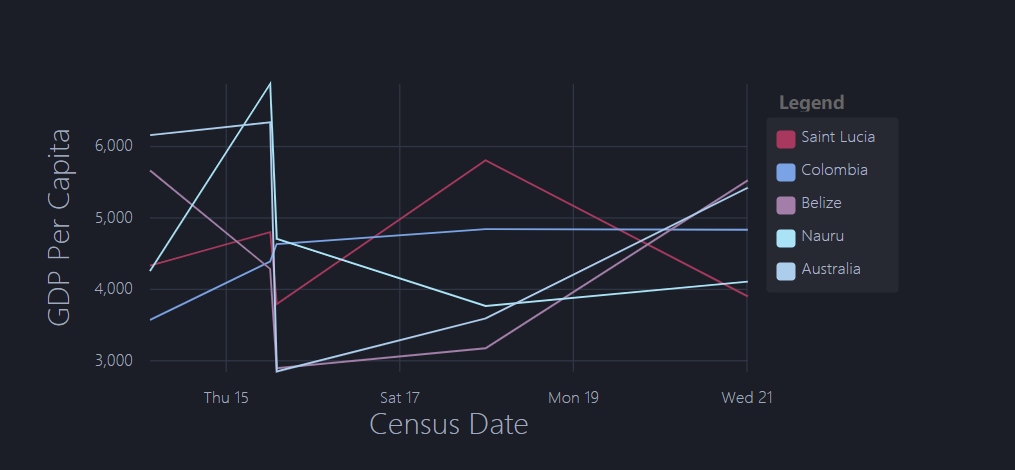 Legend
Saint Lucia
Colombia
Belize
Nauru
Australia
GDP Per Capita
6,000
5,000
4,000
3,000
Thu 15
Sat 17
Mon 19
Wed 21
Census Date